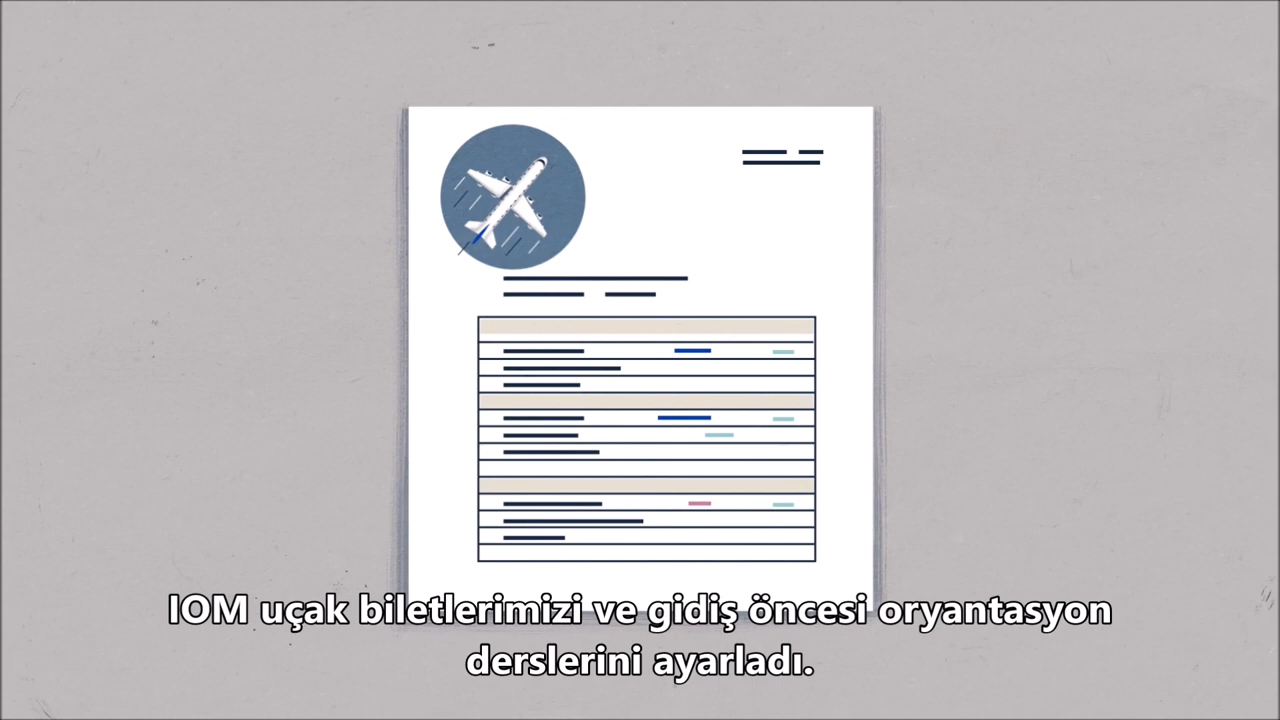 IOM uçak biletlerimizi ve gidiş öncesi oryantasyon
derslerini ayarladı.